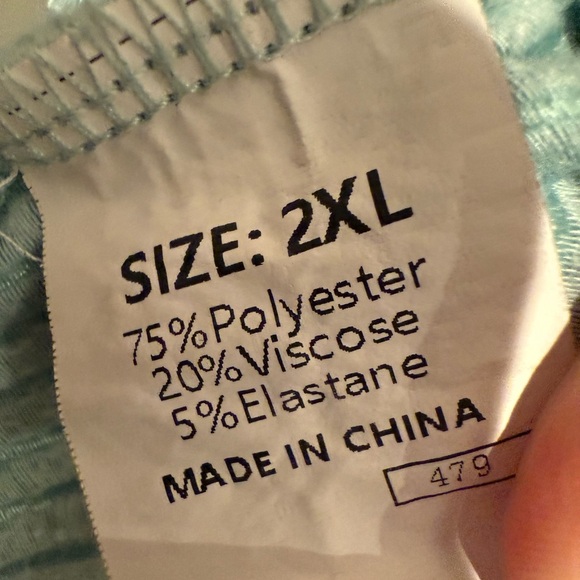 SIZE: 2XL
75%Polyester
20%Viscose
5%Elastane
MADE IN CHINA
479